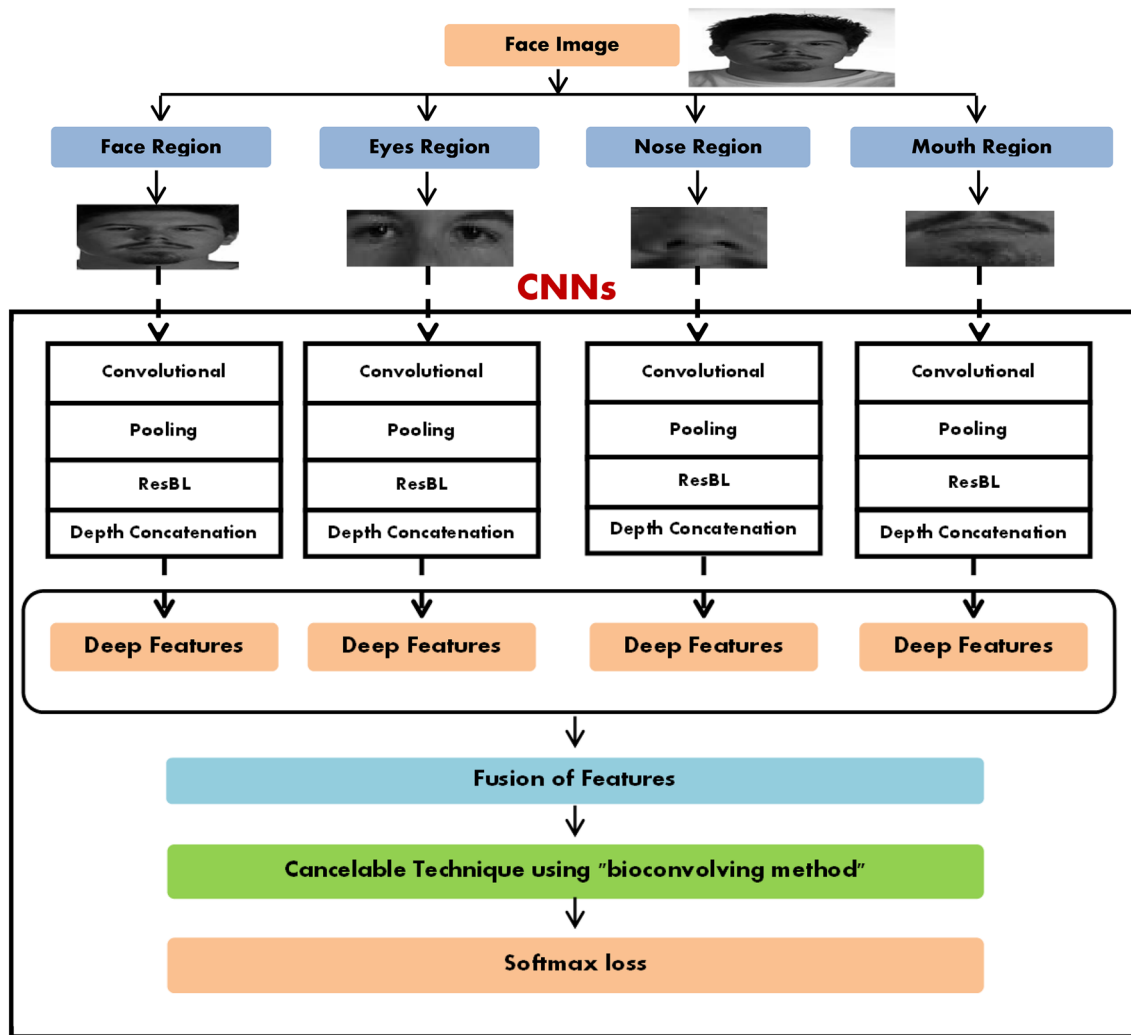 Face Image
Face Region
Eyes Region
Nose Region
Mouth Region
CNNs
Convolutional
Convolutional
Convolutional
Convolutional
Pooling
Pooling
Pooling
Pooling
ResBL
ResBL
ResBL
ResBL
Depth Concatenation
Depth Concatenation
Depth Concatenation
Depth Concatenation
Deep Features
Deep Features
Deep Features
Deep Features
Fusion of Features
Cancelable Technique using "bioconvolving method"
Softmax loss